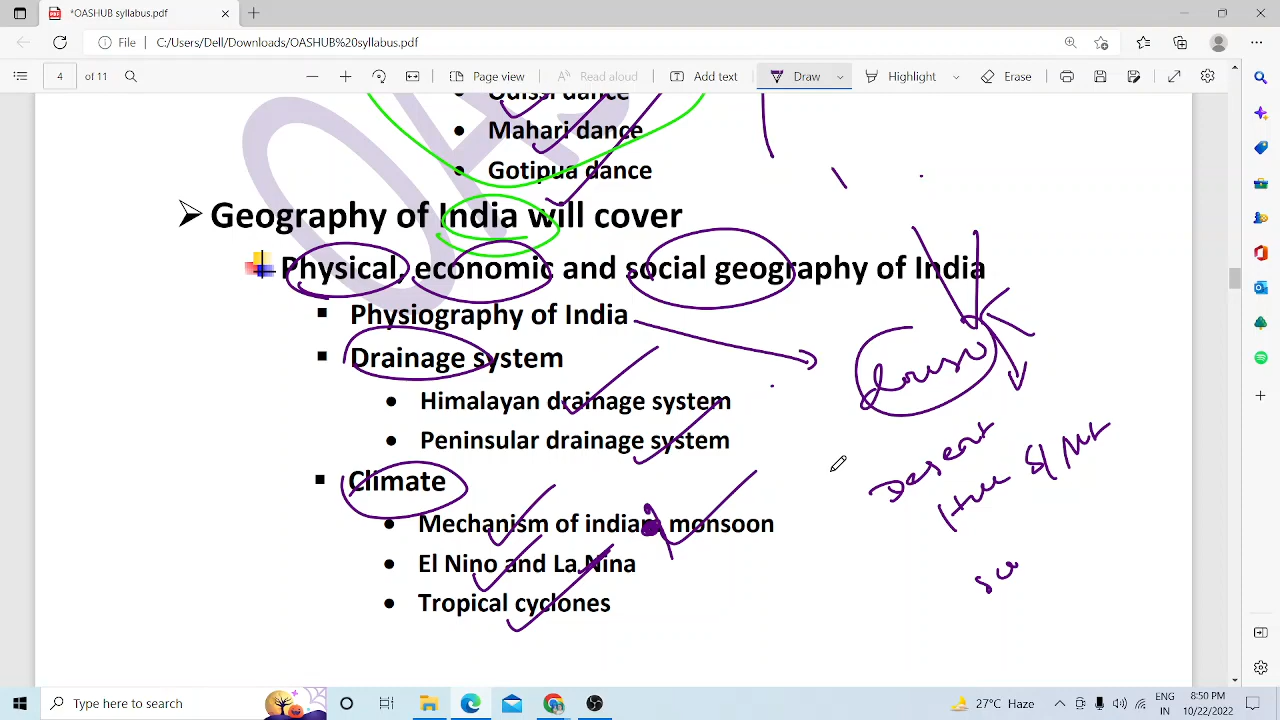 OASHUB syllabus.pdf
File C:/Users/Dell/Downloads/OASHUB%20syllabus.pdf
4 of 11 Page view Read aloud Add text Draw Highlight Erase
• Odissi dance
• Mahari dance
• Gotipua dance
Geography of India will cover
Physical, economic and social geography of India
Physiography of India
Drainage system
• Himalayan drainage system
• Peninsular drainage system
Climate
• Mechanism of indian monsoon
• El Nino and La Nina
• Tropical cyclones
Desert
Type here to search
27°C Haze
ENG
IN
8:50 PM
10/22/2022